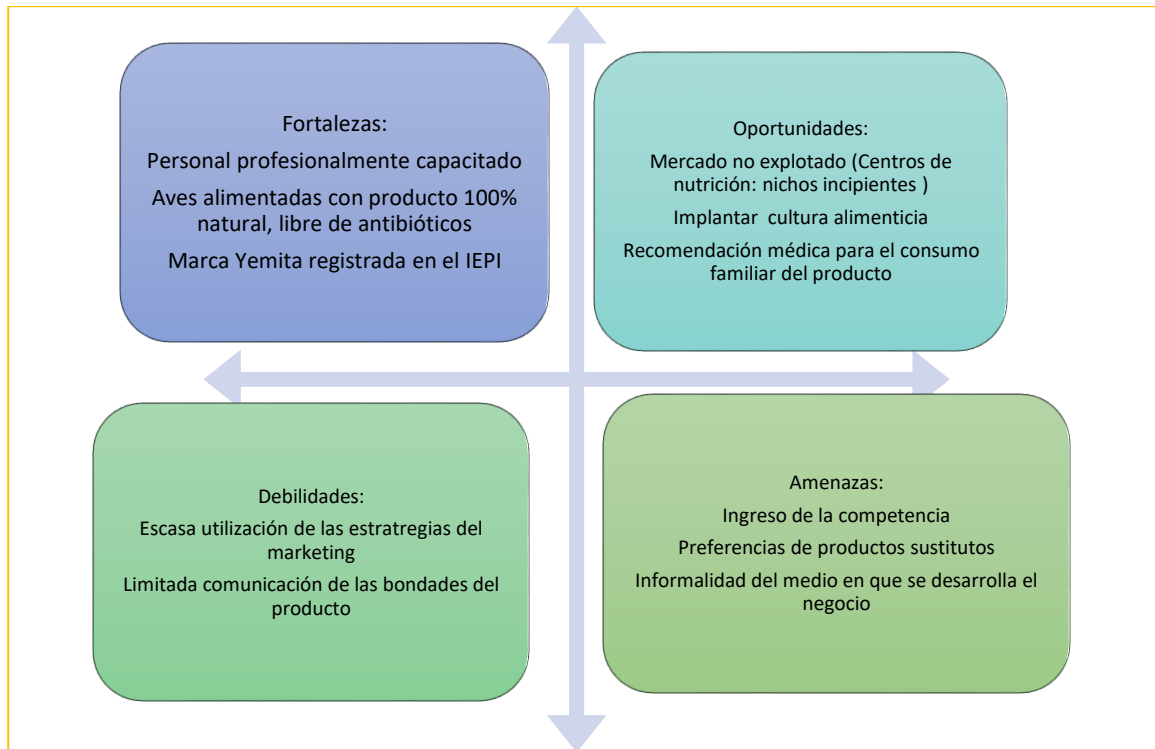 Fortalezas:
Personal profesionalmente capacitado
Aves alimentadas con producto 100%
natural, libre de antibióticos
Marca Yemita registrada en el IEPI
Oportunidades:
Mercado no explotado (Centros de
nutrición: nichos incipientes )
Implantar cultura alimenticia
Recomendación médica para el consumo
familiar del producto
Debilidades:
Escasa utilización de las estratregias del
marketing
Limitada comunicación de las bondades del
producto
Amenazas:
Ingreso de la competencia
Preferencias de productos sustitutos
Informalidad del medio en que se desarrolla el
negocio